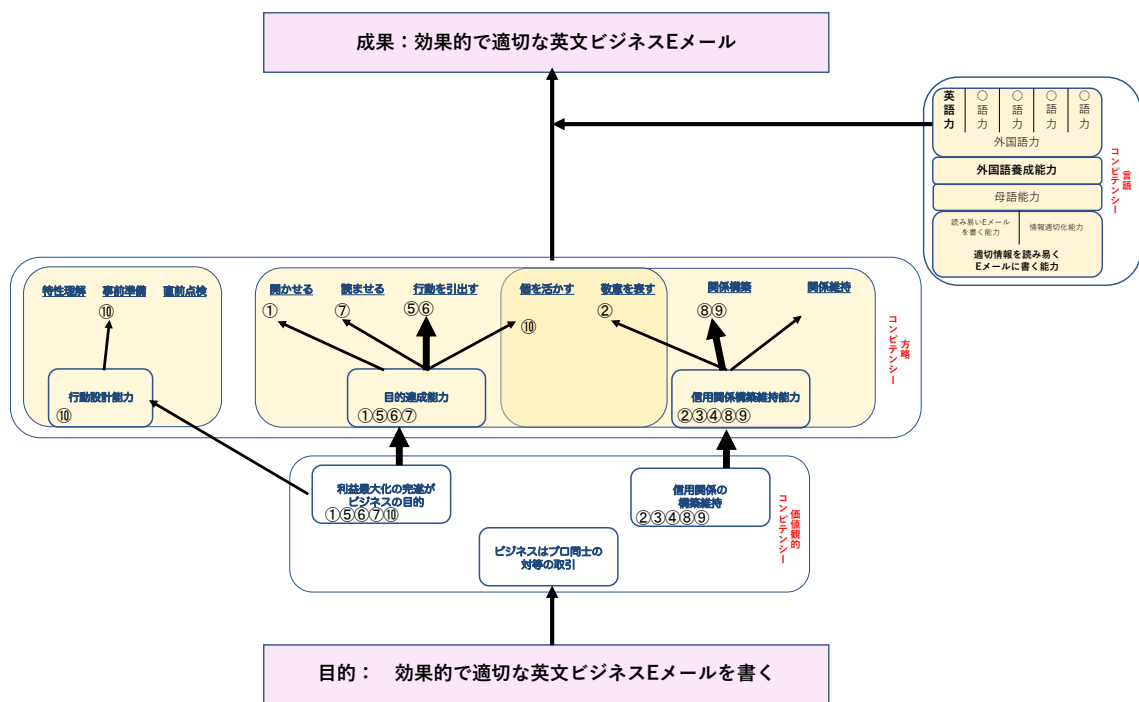 成果：効果的で適切な英文ビジネスEメール
英語力
○語力
○語力
○語力
○語力
外国語力
外国語養成能力
母語能力
読み易いEメール
を書く能力
情報適切化能力
適切情報を読み易く
Eメールに書く能力
言語
コンピテンシー
特性理解 事前準備 直前点検
⑩
行動設計能力
⑩
開かせる 読ませる 行動を引出す 個を活かす 敬意を表す 関係構築 関係維持
① ⑦ ⑤⑥ ⑩ ② ⑧⑨
目的達成能力
①⑤⑥⑦
信用関係構築維持能力
②③④⑧⑨
方略
コンピテンシー
利益最大化の完遂が
ビジネスの目的
①⑤⑥⑦⑩
信用関係の
構築維持
②③④⑧⑨
ビジネスはプロ同士の
対等の取引
価値観的
コンピテンシー
目的：　効果的で適切な英文ビジネスEメールを書く